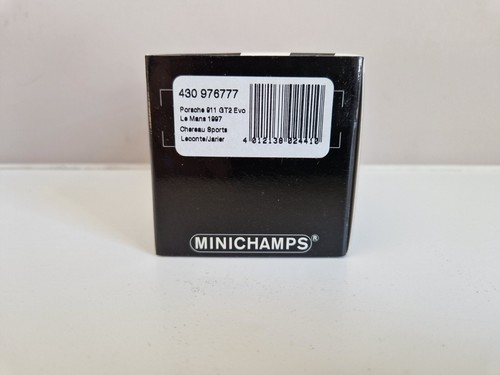 430 976777
Porsche 911 GT2 Evo
Le Mans 1997
Chereau Sports
Leconte/Jarier
4 012138 024410
MINICHAMPS®